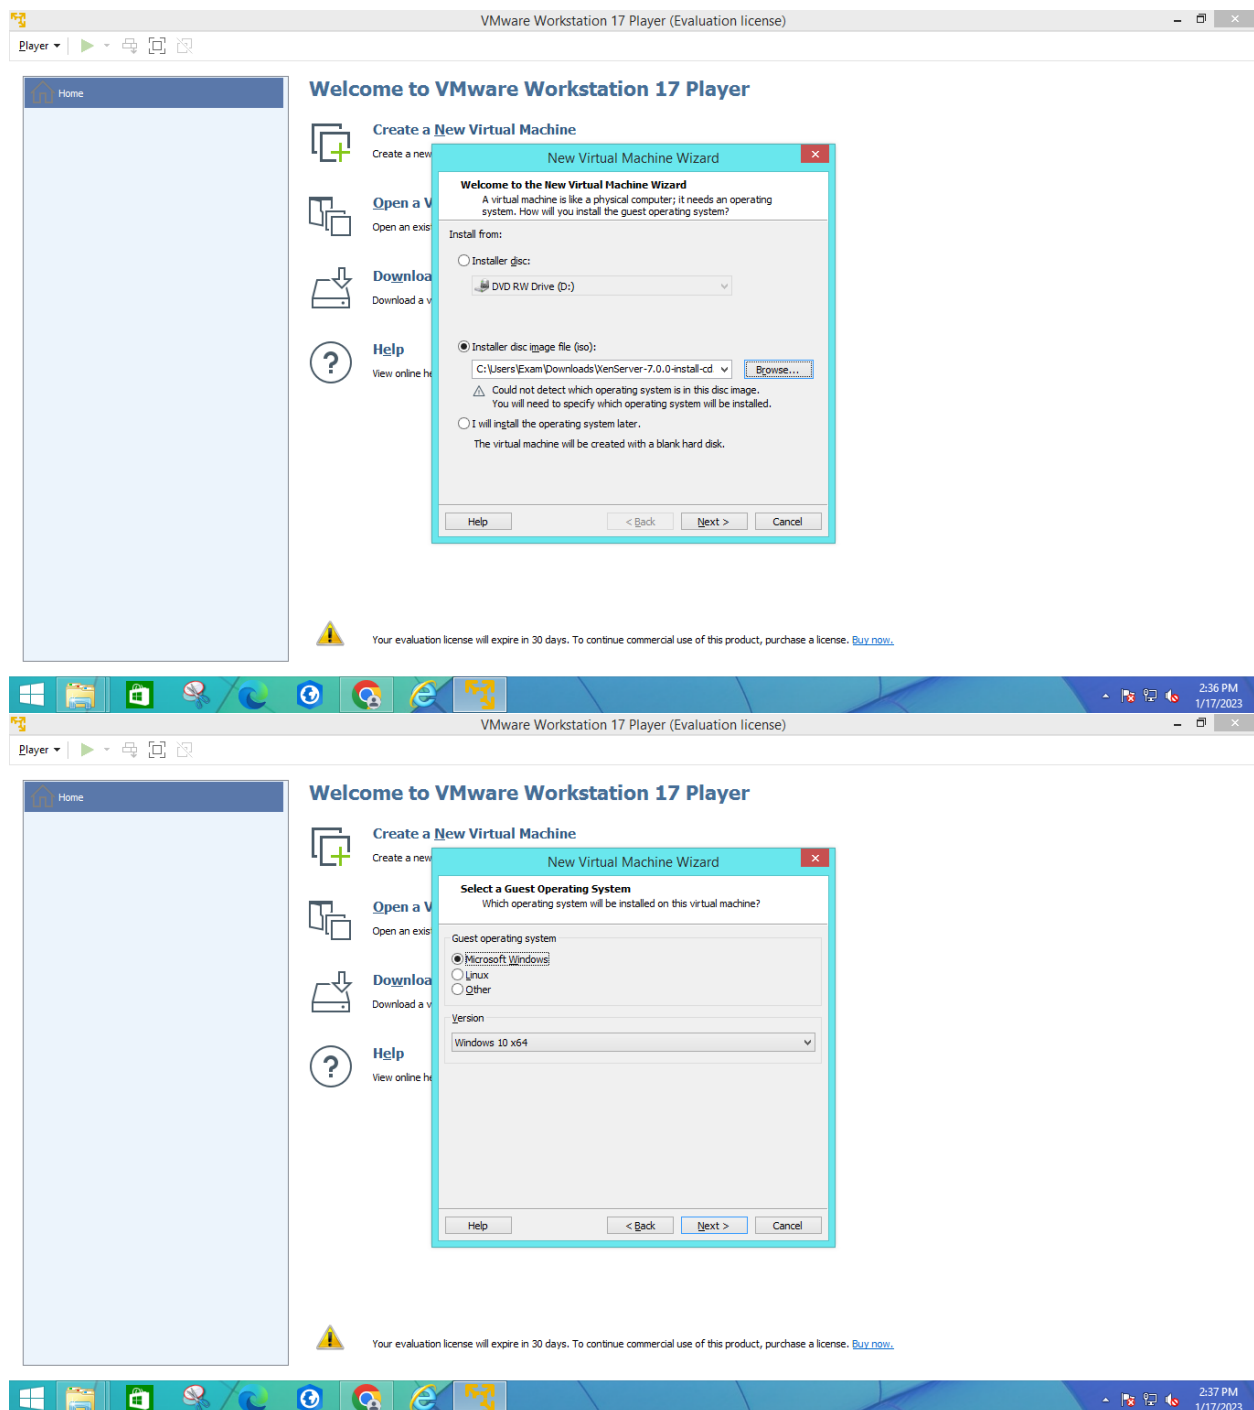 VMware Workstation 17 Player (Evaluation license)
Player
Home
Welcome to VMware Workstation 17 Player
Create a New Virtual Machine
Create a new
Open a V
Open an exis
Downloa
Download a v
Help
View online he
New Virtual Machine Wizard
Welcome to the New Virtual Machine Wizard
A virtual machine is like a physical computer; it needs an operating
system. How will you install the guest operating system?
Install from:
Installer disc:
DVD RW Drive (D:)
Installer disc image file (iso):
C:\Users\Exam\Downloads\XenServer-7.0.0-install-cd
Browse...
Could not detect which operating system is in this disc image.
You will need to specify which operating system will be installed.
I will install the operating system later.
The virtual machine will be created with a blank hard disk.
Help
< Back
Next >
Cancel
Your evaluation license will expire in 30 days. To continue commercial use of this product, purchase a license. Buy now.
2:36 PM
1/17/2023
VMware Workstation 17 Player (Evaluation license)
Player
Home
Welcome to VMware Workstation 17 Player
Create a New Virtual Machine
Create a new
Open a V
Open an exis
Downloa
Download a v
Help
View online he
New Virtual Machine Wizard
Select a Guest Operating System
Which operating system will be installed on this virtual machine?
Guest operating system
Microsoft Windows
Linux
Other
Version
Windows 10 x64
Help
< Back
Next >
Cancel
Your evaluation license will expire in 30 days. To continue commercial use of this product, purchase a license. Buy now.
2:37 PM
1/17/2023